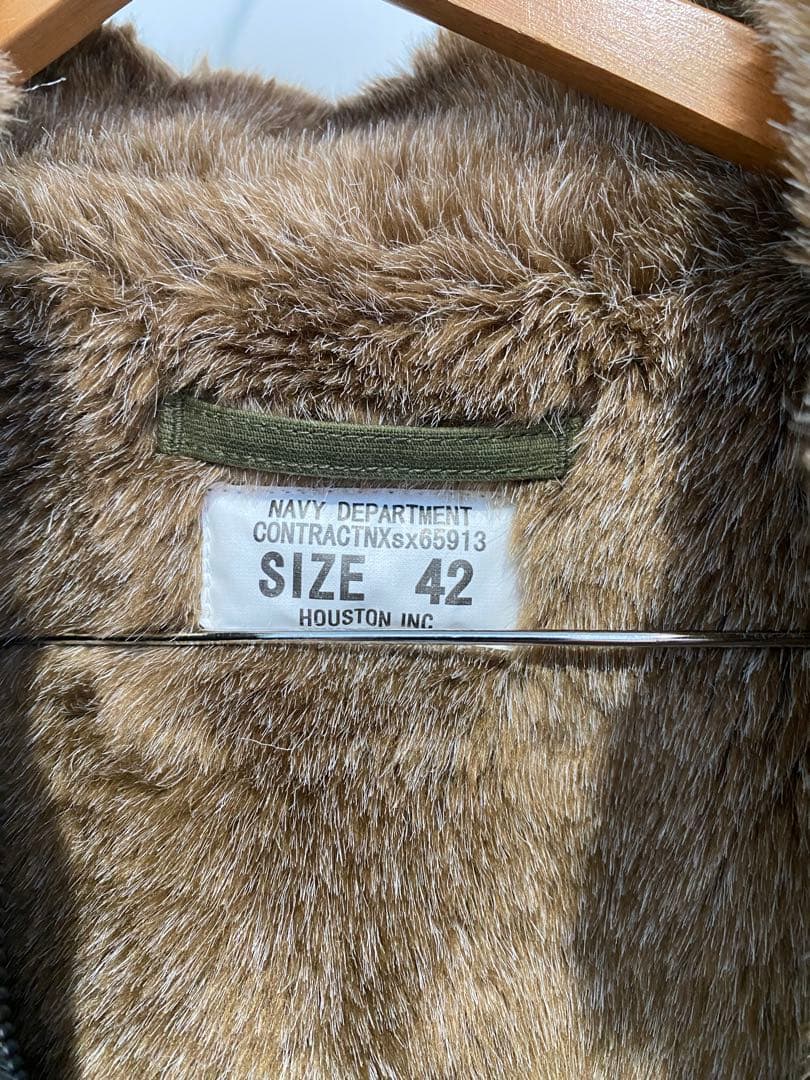 NAVY DEPARTMENT
CONTRACTNXsx65913
SIZE 42
HOUSTON INC